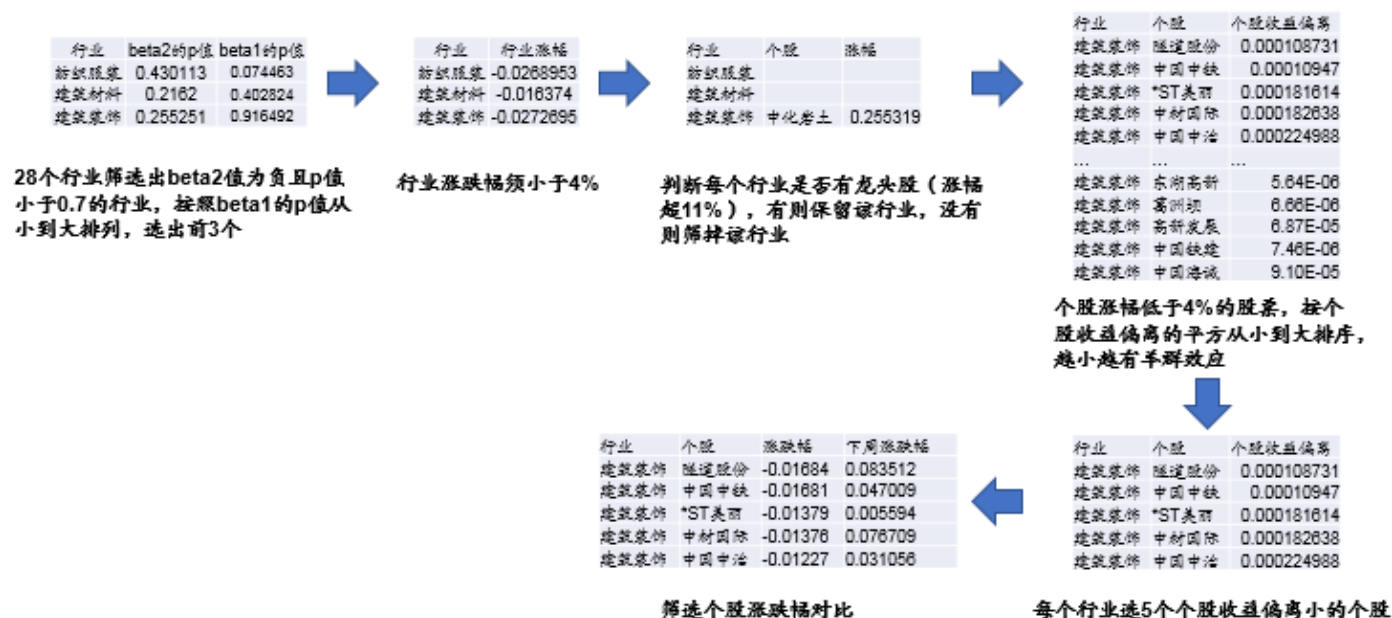 行业 beta2的p值 beta1的p值
纺织服装 0.430113 0.074463
建筑材料 0.2162 0.402824
建筑装饰 0.255251 0.916492
28个行业筛选出beta2值为负且p值
小于0.7的行业，按照beta1的p值从
小到大排列，选出前3个
行业 行业涨幅
纺织服装 -0.0268953
建筑材料 -0.016374
建筑装饰 -0.0272695
行业涨跌幅须小于4%
行业 个股 涨幅
纺织服装
建筑材料
建筑装饰 中化岩土 0.255319
判断每个行业是否有龙头股（涨幅
超11%），有则保留该行业，没有
则筛掉该行业
行业 个股 个股收益偏离
建筑装饰 隧道股份 0.000108731
建筑装饰 中国中铁 0.00010947
建筑装饰 *ST美丽 0.000181614
建筑装饰 中材国际 0.000182638
建筑装饰 中国中冶 0.000224988
... ... ...
建筑装饰 东湖高新 5.64E-06
建筑装饰 葛洲坝 6.66E-06
建筑装饰 高新发展 6.87E-05
建筑装饰 中国铁建 7.46E-06
建筑装饰 中国海诚 9.10E-05
个股涨幅低于4%的股票，按个
股收益偏离的平方从小到大排序，
越小越有羊群效应
行业 个股 个股收益偏离
建筑装饰 隧道股份 0.000108731
建筑装饰 中国中铁 0.00010947
建筑装饰 *ST美丽 0.000181614
建筑装饰 中材国际 0.000182638
建筑装饰 中国中冶 0.000224988
每个行业选5个个股收益偏离小的个股
行业 个股 涨跌幅 下周涨跌幅
建筑装饰 隧道股份 -0.01684 0.083512
建筑装饰 中国中铁 -0.01681 0.047009
建筑装饰 *ST美丽 -0.01379 0.005594
建筑装饰 中材国际 -0.01376 0.076709
建筑装饰 中国中冶 -0.01227 0.031056
筛选个股涨跌幅对比